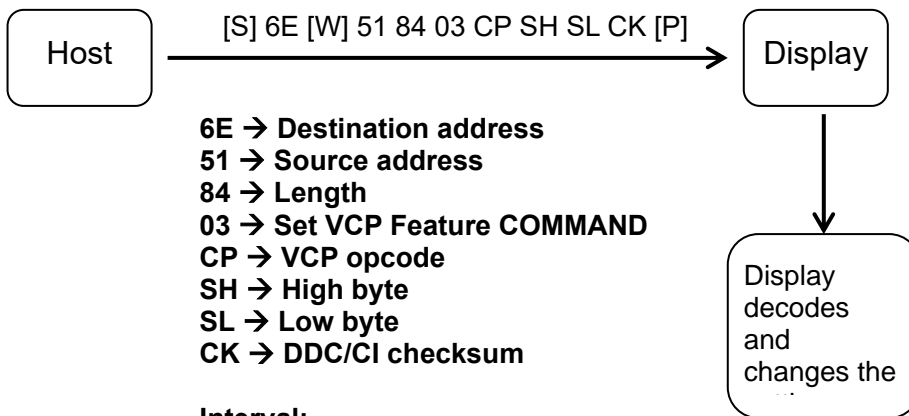 [S] 6E [W] 51 84 03 CP SH SL CK [P]
Host
Display
6E → Destination address
51 → Source address
84 → Length
03 → Set VCP Feature COMMAND
CP → VCP opcode
SH → High byte
SL → Low byte
CK → DDC/CI checksum
Display
decodes
and
changes the
Interval: